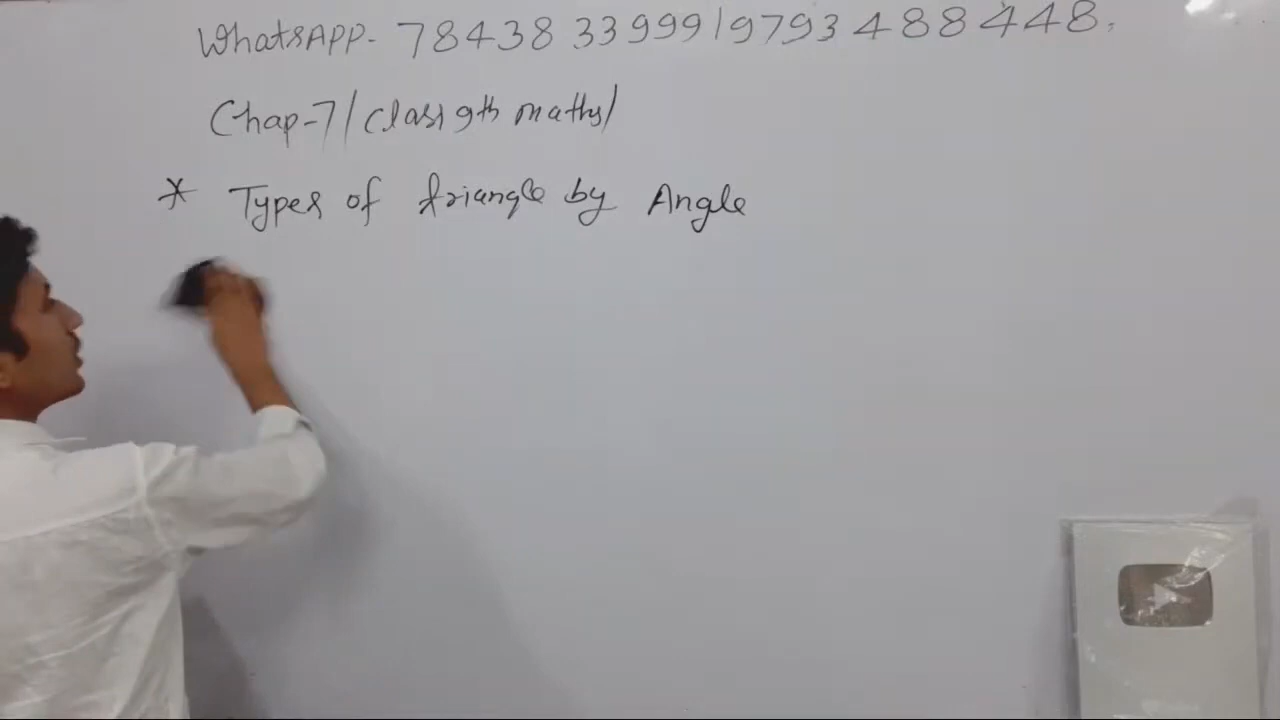 WhatsAPP- 78438 33999/9793488448,
Chap-7/Class 9th maths/
* Types of triangle by Angle